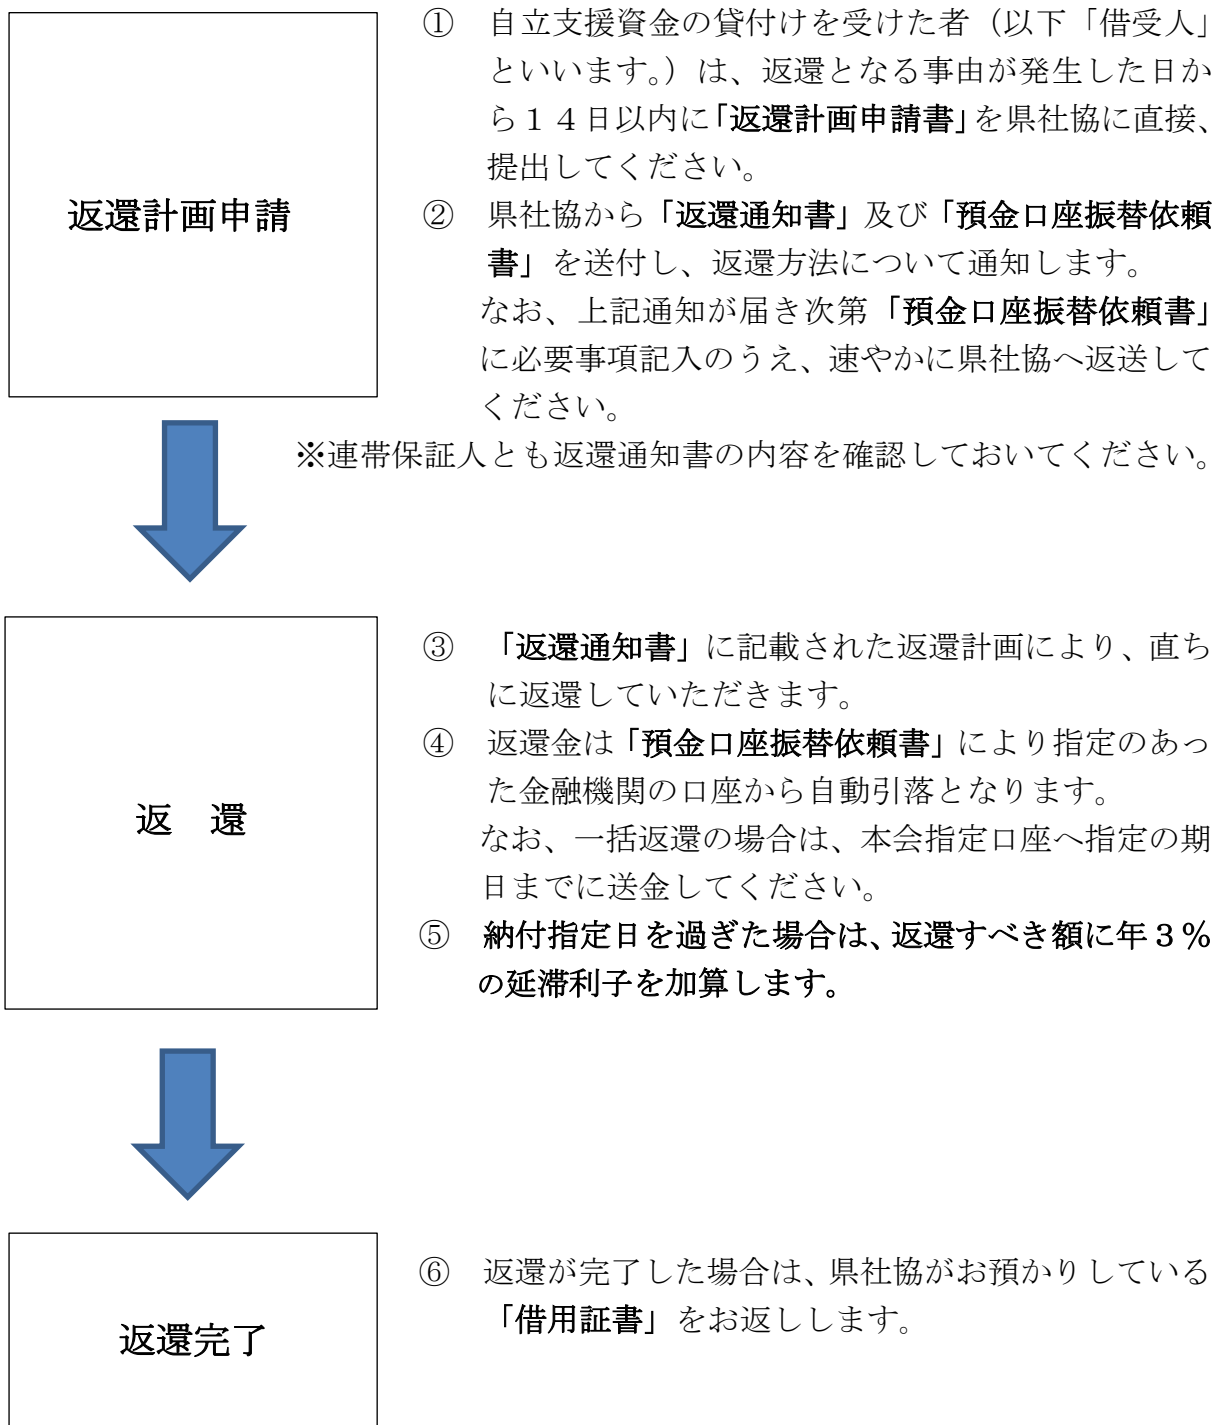 返還計画申請
① 自立支援資金の貸付けを受けた者（以下「借受人」
といいます。）は、返還となる事由が発生した日か
ら１４日以内に「返還計画申請書」を県社協に直接、
提出してください。
② 県社協から「返還通知書」及び「預金口座振替依頼
書」を送付し、返還方法について通知します。
なお、上記通知が届き次第「預金口座振替依頼書」
に必要事項記入のうえ、速やかに県社協へ返送して
ください。
※連帯保証人とも返還通知書の内容を確認しておいてください。
返　還
③ 「返還通知書」に記載された返還計画により、直ち
に返還していただきます。
④ 返還金は「預金口座振替依頼書」により指定のあっ
た金融機関の口座から自動引落となります。
なお、一括返還の場合は、本会指定口座へ指定の期
日までに送金してください。
⑤ 納付指定日を過ぎた場合は、返還すべき額に年３％
の延滞利子を加算します。
返還完了
⑥ 返還が完了した場合は、県社協がお預かりしている
「借用証書」をお返しします。